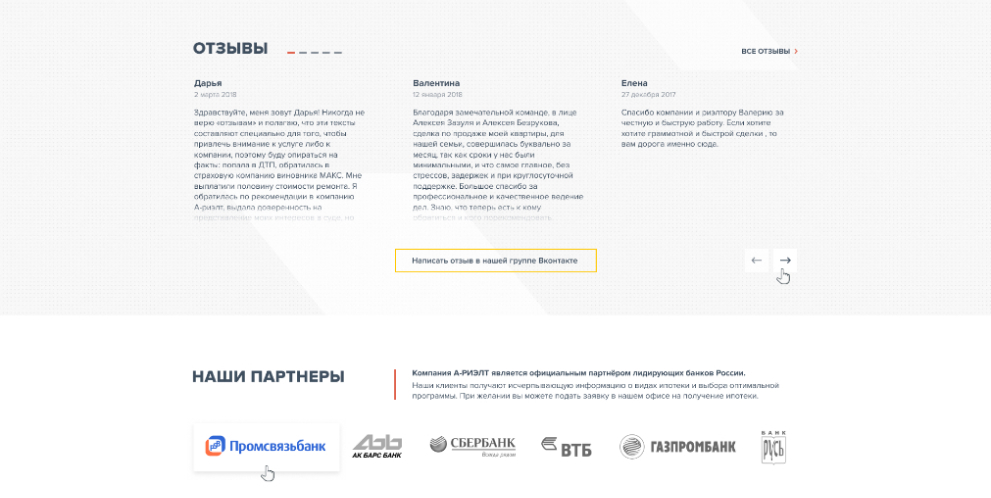 ОТЗЫВЫ
ВСЕ ОТЗЫВЫ
Дарья
2 марта 2018
Здравствуйте, меня зовут Дарья! Никогда не
верю «отзывам» и полагаю, что эти тексты
составляют специально для того, чтобы
привлечь внимание к услуге либо к
компании, поэтому буду опираться на
факты: попала в ДТП, обратилась в
страховую компанию виновника МАКС. Мне
выплатили половину стоимости ремонта. Я
обратилась по рекомендации в компанию
А-риэлт, выдала доверенность на
представление моих интересов в суде, но
Валентина
12 января 2018
Благодаря замечательной команде, в лице
Алексея Зазуля и Алексея Безрукова,
сделка по продаже моей квартиры, для
нашей семьи, совершилась буквально за
месяц, так как сроки у нас были
минимальными, и что самое главное, без
стрессов, задержек и при круглосуточной
поддержке. Большое спасибо за
профессиональное и качественное ведение
дел. Знаю, что теперь есть к кому
обратиться и кого порекомендовать
Елена
27 декабря 2017
Спасибо компании и риэлтору Валерию за
честную и быструю работу. Если хотите
хотите грамотной и быстрой сделки , то
вам дорога именно сюда.
Написать отзыв в нашей группе Вконтакте
НАШИ ПАРТНЕРЫ
Компания А-РИЭЛТ является официальным партнёром лидирующих банков России.
Наши клиенты получают исчерпывающую информацию о видах ипотеки и выбора оптимальной
программы. При желании вы можете подать заявку в нашем офисе на получение ипотеки.
Промсвязьбанк
АК БАРС БАНК
СБЕРБАНК
Всегда рядом
ВТБ
ГАЗПРОМБАНК
БАНК
РУСЬ